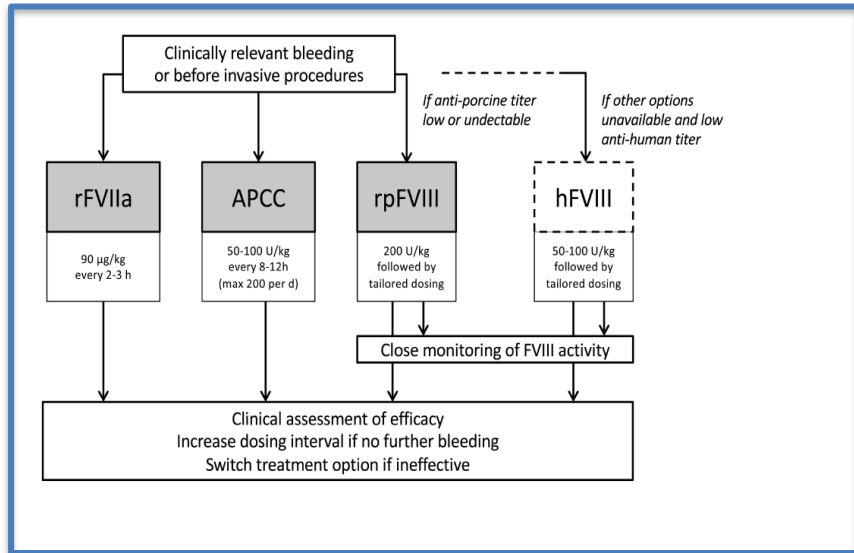 Clinically relevant bleeding
or before invasive procedures
If anti-porcine titer
low or undectable
If other options
unavailable and low
anti-human titer
rFVIIa
APCC
rpFVIII
hFVIII
90 µg/kg
every 2-3 h
50-100 U/kg
every 8-12h
(max 200 per d)
200 U/kg
followed by
tailored dosing
50-100 U/kg
followed by
tailored dosing
Close monitoring of FVIII activity
Clinical assessment of efficacy
Increase dosing interval if no further bleeding
Switch treatment option if ineffective